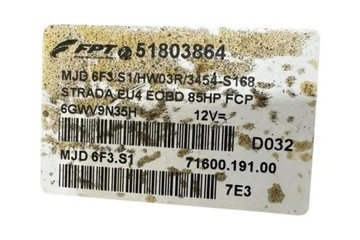 FPT 51803864
MJD 6F3.S1/HW03R/3454-S168
STRADA EU4 EOBD 85HP FCP
6GWV9N35H 12V=
D032
MJD 6F3.S1 71600.191.00
7E3